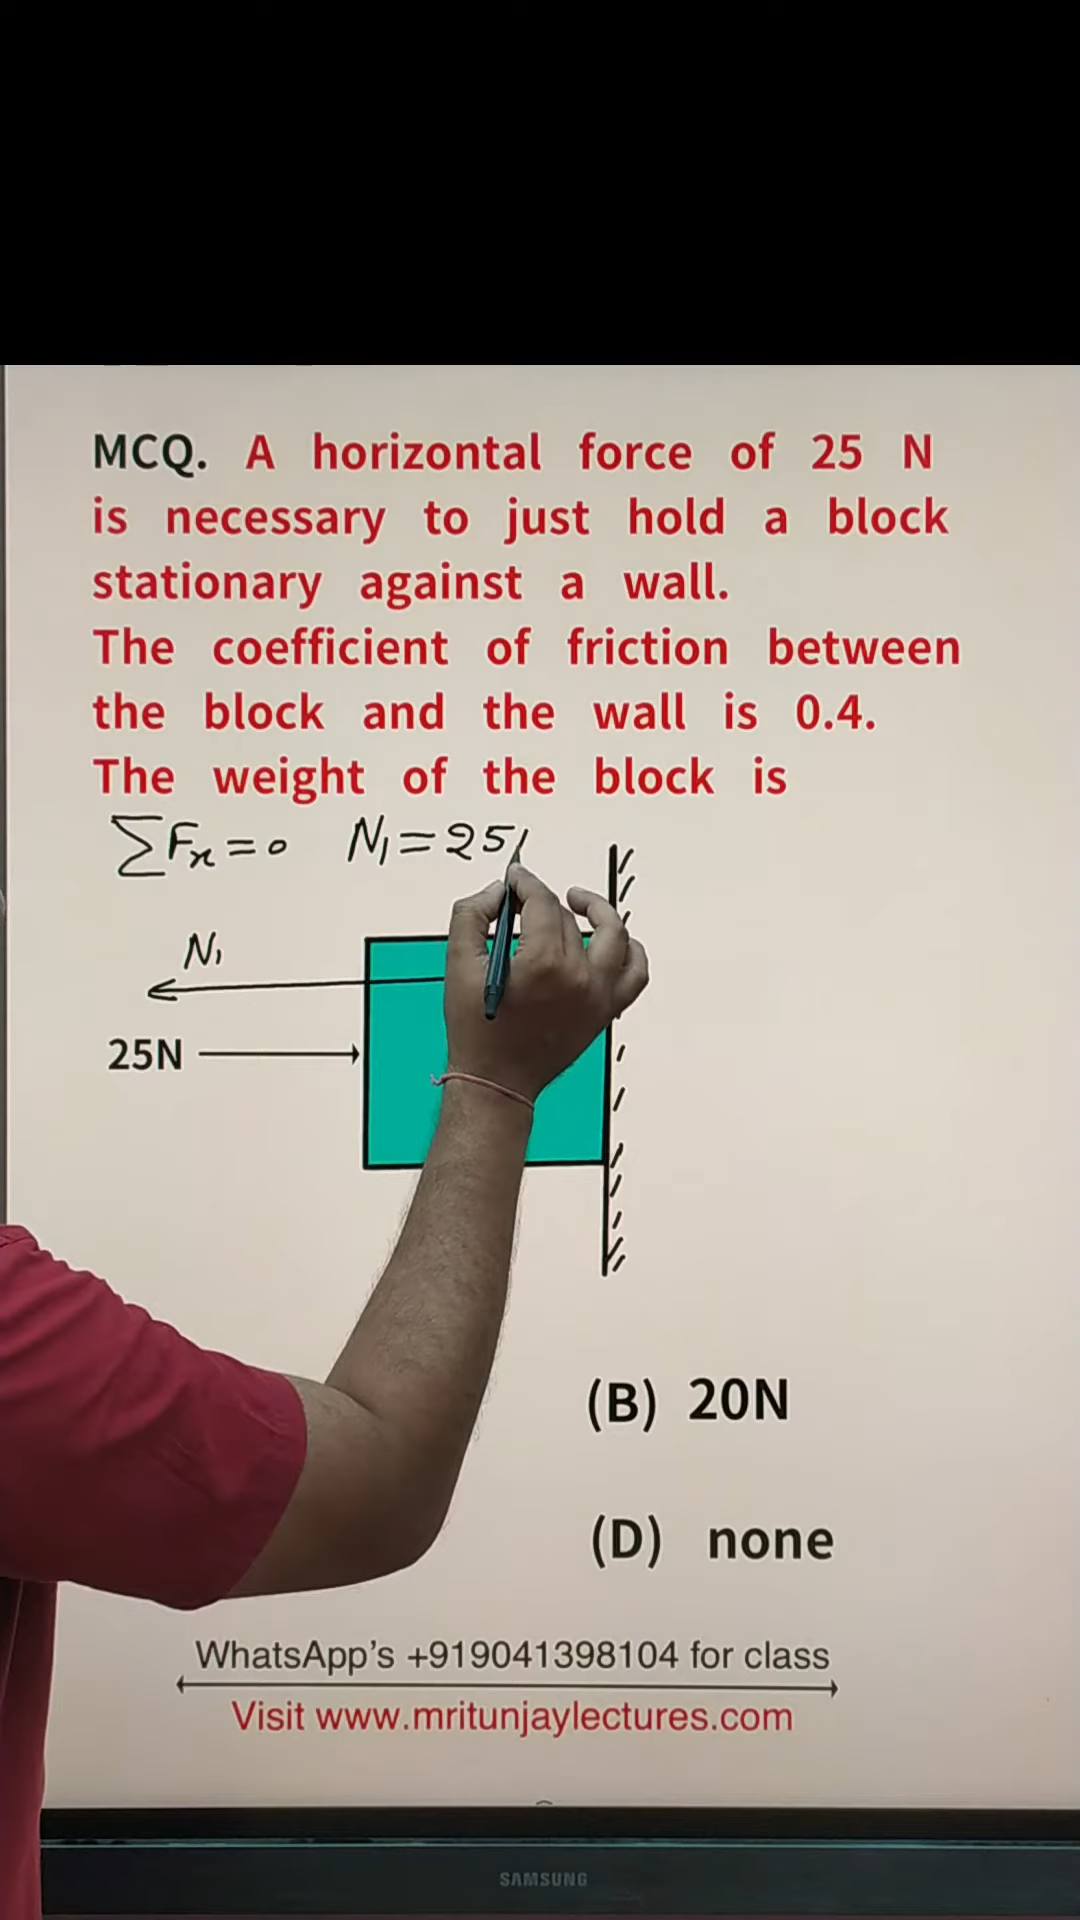 MCQ. A horizontal force of 25 N
is necessary to just hold a block
stationary against a wall.
The coefficient of friction between
the block and the wall is 0.4.
The weight of the block is
∑Fx=0 N1=25
N1
25N
(B) 20N
(D) none
WhatsApp's +919041398104 for class
Visit www.mritunjaylectures.com
SAMSUNG